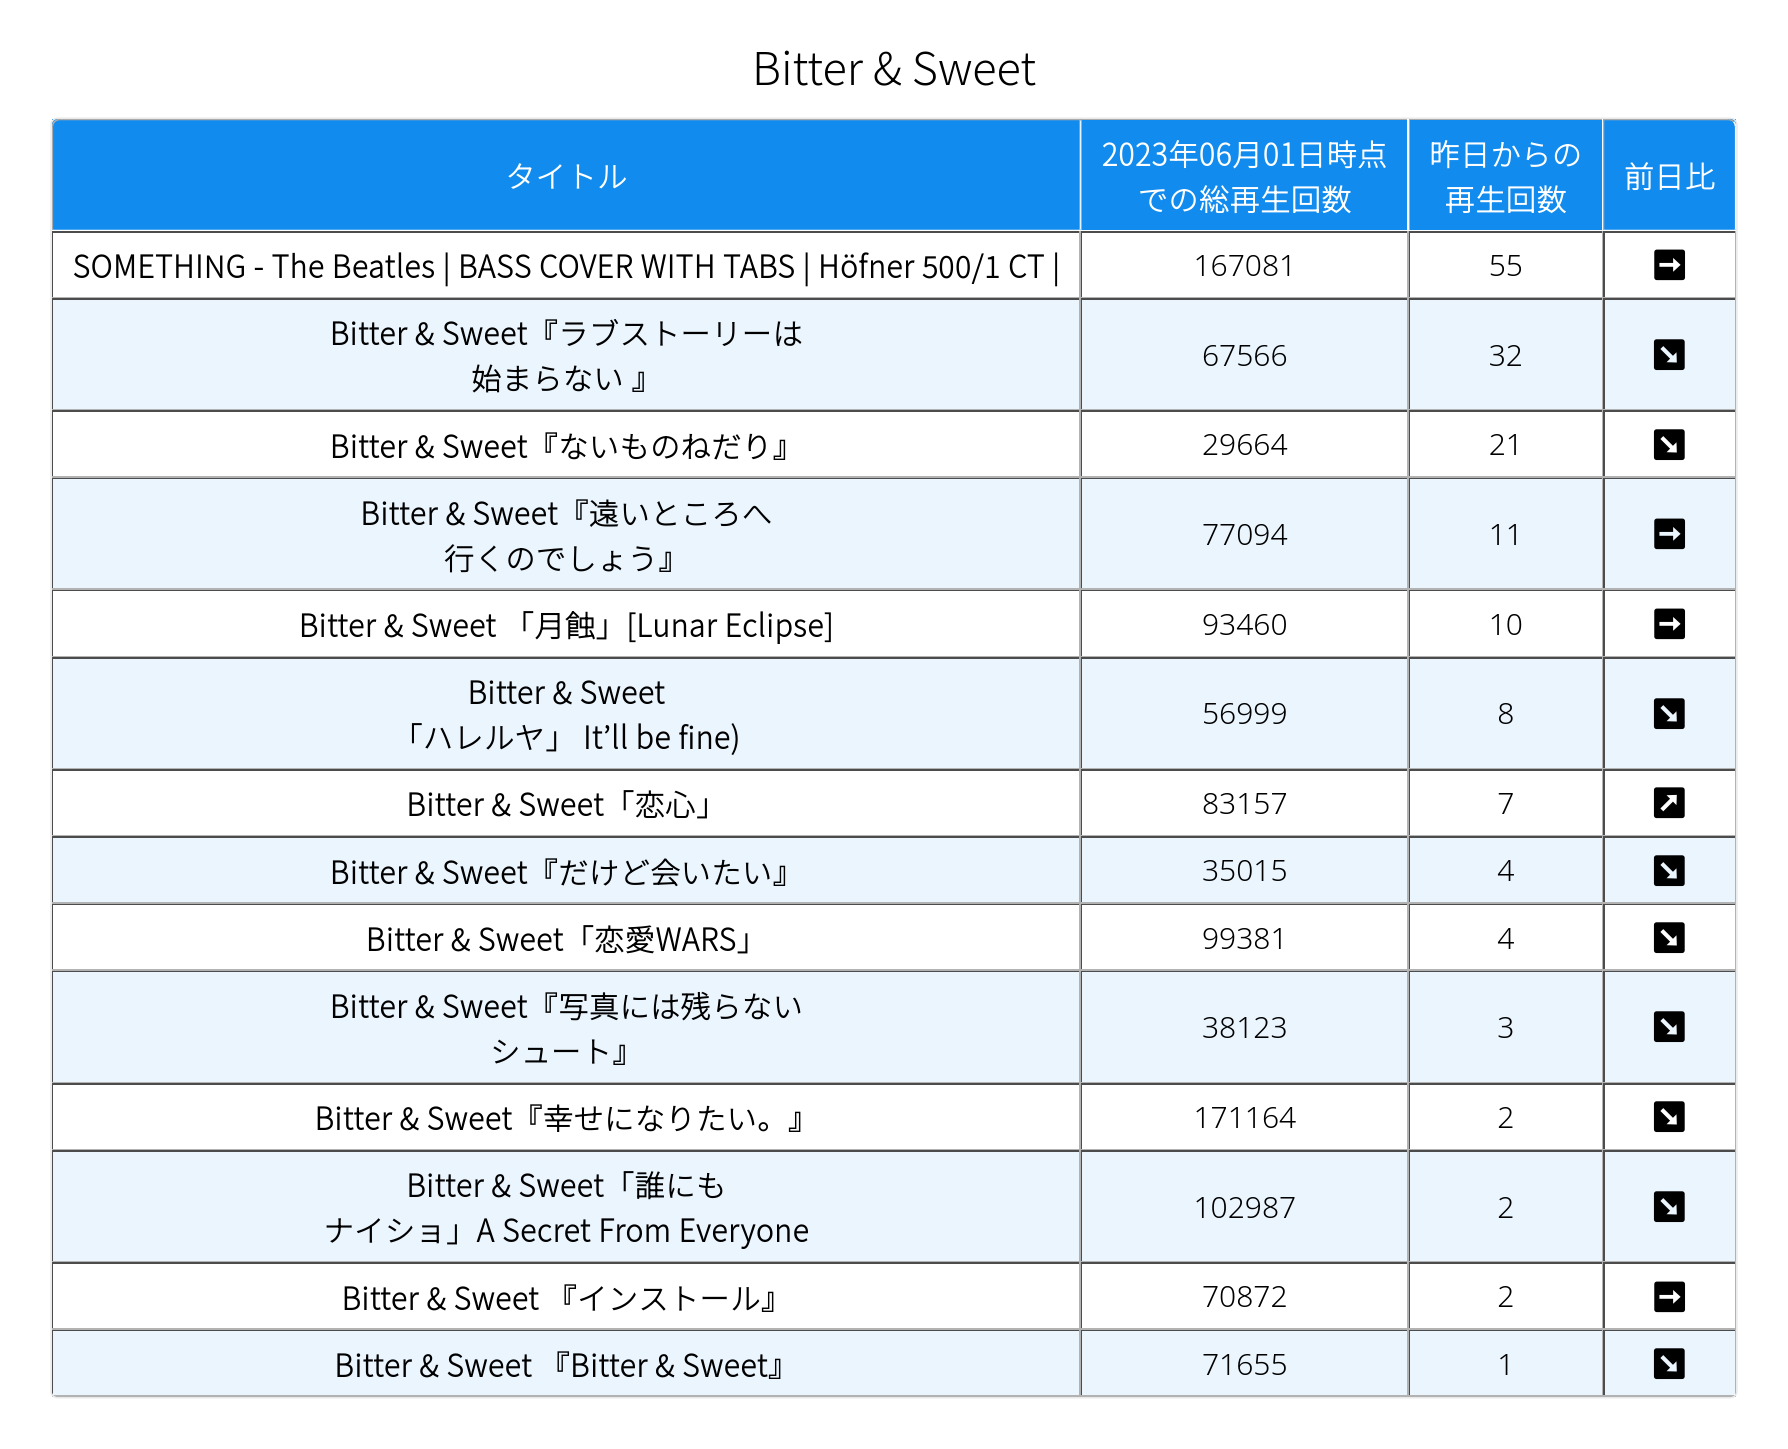 Bitter & Sweet
タイトル
2023年06月01日時点
での総再生回数
昨日からの
再生回数
前日比
SOMETHING - The Beatles | BASS COVER WITH TABS | Höfner 500/1 CT |
167081
55
Bitter & Sweet『ラブストーリーは
始まらない 』
67566
32
Bitter & Sweet『ないものねだり』
29664
21
Bitter & Sweet『遠いところへ
行くのでしょう』
77094
11
Bitter & Sweet 「月蝕」[Lunar Eclipse]
93460
10
Bitter & Sweet
「ハレルヤ」 It’ll be fine)
56999
8
Bitter & Sweet「恋心」
83157
7
Bitter & Sweet『だけど会いたい』
35015
4
Bitter & Sweet「恋愛WARS」
99381
4
Bitter & Sweet『写真には残らない
シュート』
38123
3
Bitter & Sweet『幸せになりたい。』
171164
2
Bitter & Sweet「誰にも
ナイショ」A Secret From Everyone
102987
2
Bitter & Sweet 『インストール』
70872
2
Bitter & Sweet 『Bitter & Sweet』
71655
1